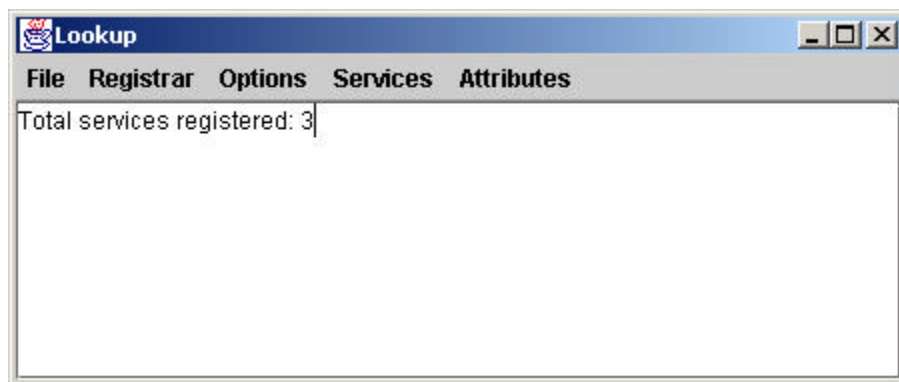 Lookup
File Registrar Options Services Attributes
Total services registered: 3